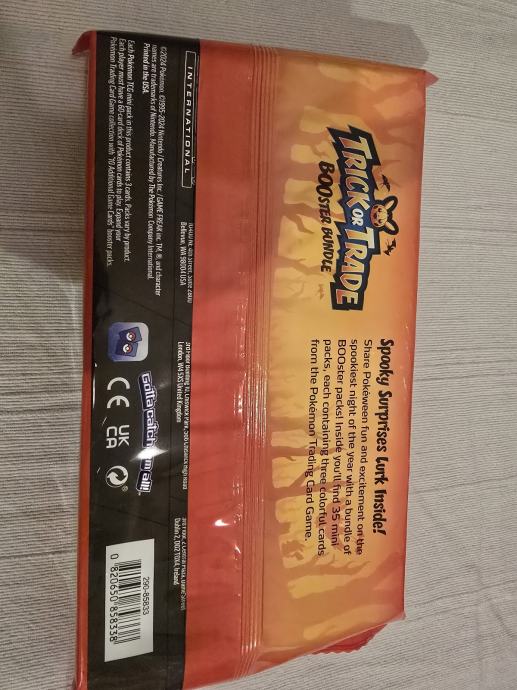 TRICK OR TRADE
BOOSTER BUNDLE
Spooky Surprises Lurk Inside!
Share Pokéween fun and excitement on the
spookiest night of the year with a bundle of
BOOster packs! Inside you'll find 35 mini
packs, each containing three colorful cards
from the Pokémon Trading Card Game.
INTERNATIONAL
Bellevue, WA 98004 USA
London, W4 5XS United Kingdom
Dublin 2, D02 T0XA, Ireland
©2024 Pokémon. ©1995-2024 Nintendo / Creatures Inc. / GAME FREAK inc. TM, ®, and character
names are trademarks of Nintendo. Manufactured by The Pokémon Company International.
Printed in the USA.
Each Pokémon TCG mini pack in this product contains 3 cards. Packs vary by product.
Each player must have a 60-card deck of Pokémon cards to play. Expand your
Pokémon Trading Card Game collection with "10 Additional Game Cards" booster packs.
Gotta catch 'em all!
CE
UK
CA
290-85833
0 820650 858338